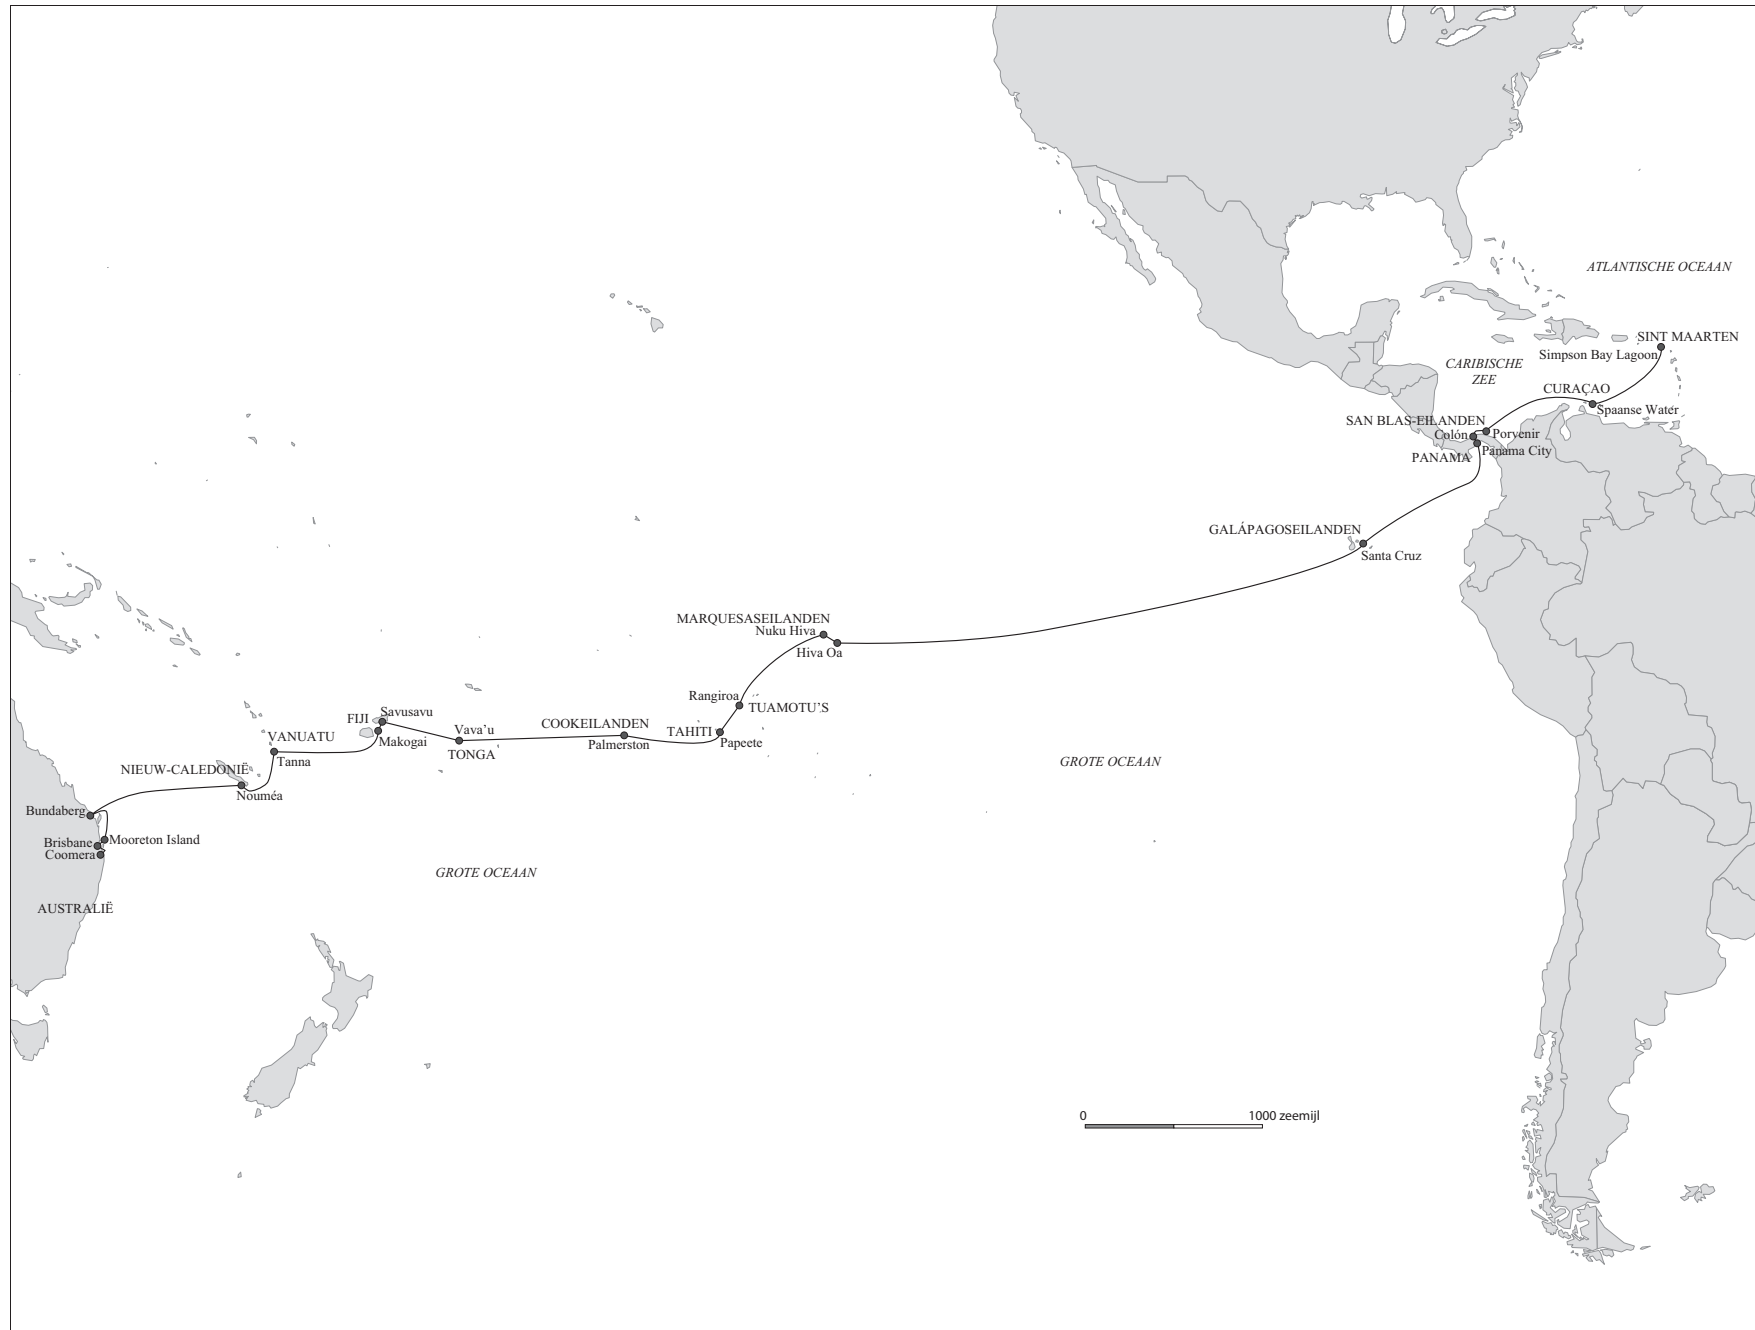 ATLANTISCHE OCEAAN
SINT MAARTEN
Simpson Bay Lagoon
CARIBISCHE
ZEE
CURAÇAO
Spaanse Water
SAN BLAS-EILANDEN
Colón
Porvenir
Panama City
PANAMA
GALÁPAGOSEILANDEN
Santa Cruz
MARQUESASEILANDEN
Nuku Hiva
Hiva Oa
Rangiroa
TUAMOTU’S
TAHITI
Papeete
COOKEILANDEN
Palmerston
Vava’u
TONGA
Savusavu
FIJI
Makogai
VANUATU
Tanna
NIEUW-CALEDONIË
Nouméa
GROTE OCEAAN
Bundaberg
Mooreton Island
Brisbane
Coomera
GROTE OCEAAN
AUSTRALIË
0 1000 zeemijl